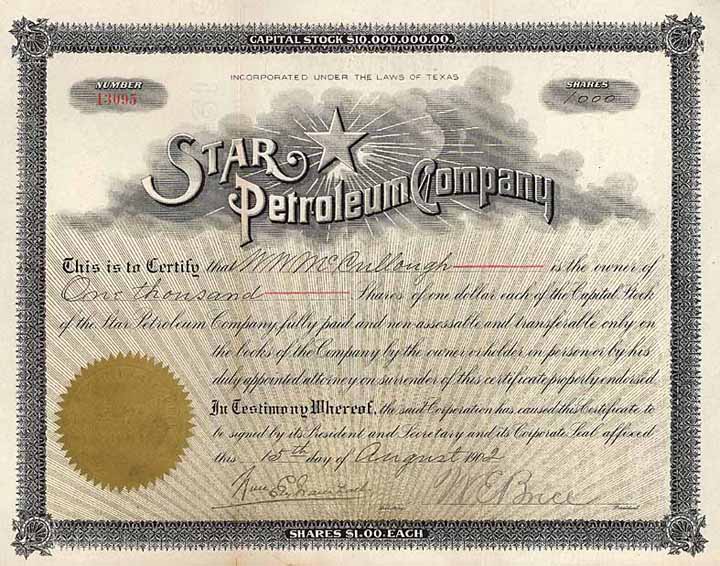 CAPITAL STOCK $10,000,000.00.
INCORPORATED UNDER THE LAWS OF TEXAS
NUMBER
13095
SHARES
1000
STAR
PETROLEUM COMPANY
This is to Certify that W W McCullough is the owner of
One thousand Shares of one dollar each of the Capital Stock
of the Star Petroleum Company, fully paid and non-assessable and transferable only on
the books of the Company by the owner or holder in person or by his
duly appointed attorney on surrender of this certificate properly endorsed.
In Testimony Whereof, the said Corporation has caused this Certificate to
be signed by its President and Secretary and its Corporate Seal affixed
this 15th day of August 1902
W E Brice
Secretary
President
SHARES $1.00. EACH